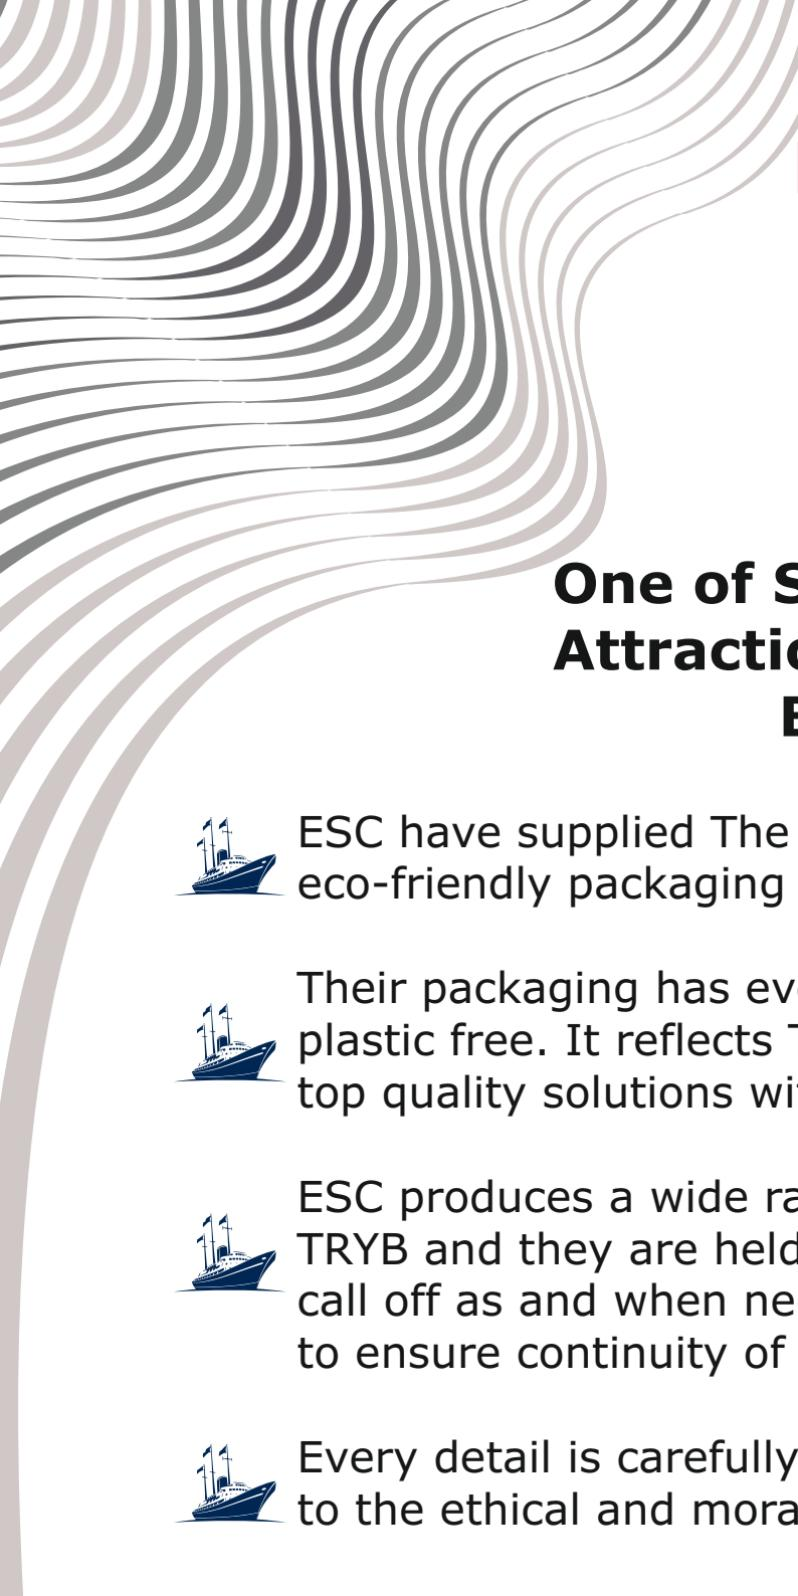 One of S
Attractio
E
ESC have supplied The
eco-friendly packaging
Their packaging has eve
plastic free. It reflects T
top quality solutions wit
ESC produces a wide ra
TRYB and they are held
call off as and when ne
to ensure continuity of
Every detail is carefully
to the ethical and mora